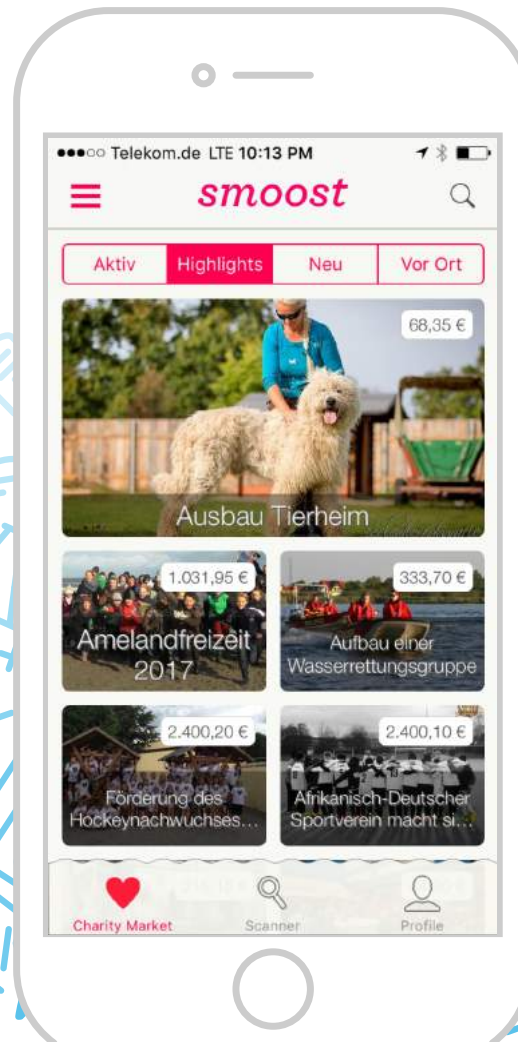 Telekom.de LTE 10:13 PM
smoost
Aktiv Highlights Neu Vor Ort
68,35 €
Ausbau Tierheim
1.031,95 €
Amelandfreizeit
2017
333,70 €
Aufbau einer
Wasserrettungsgruppe
2.400,20 €
Förderung des
Hockeynachwuchses...
2.400,10 €
Afrikanisch-Deutscher
Sportverein macht si...
Charity Market Scanner Profile